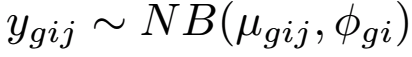 y_{gij} ∼ NB(μ_{gij}, ϕ_{gi})